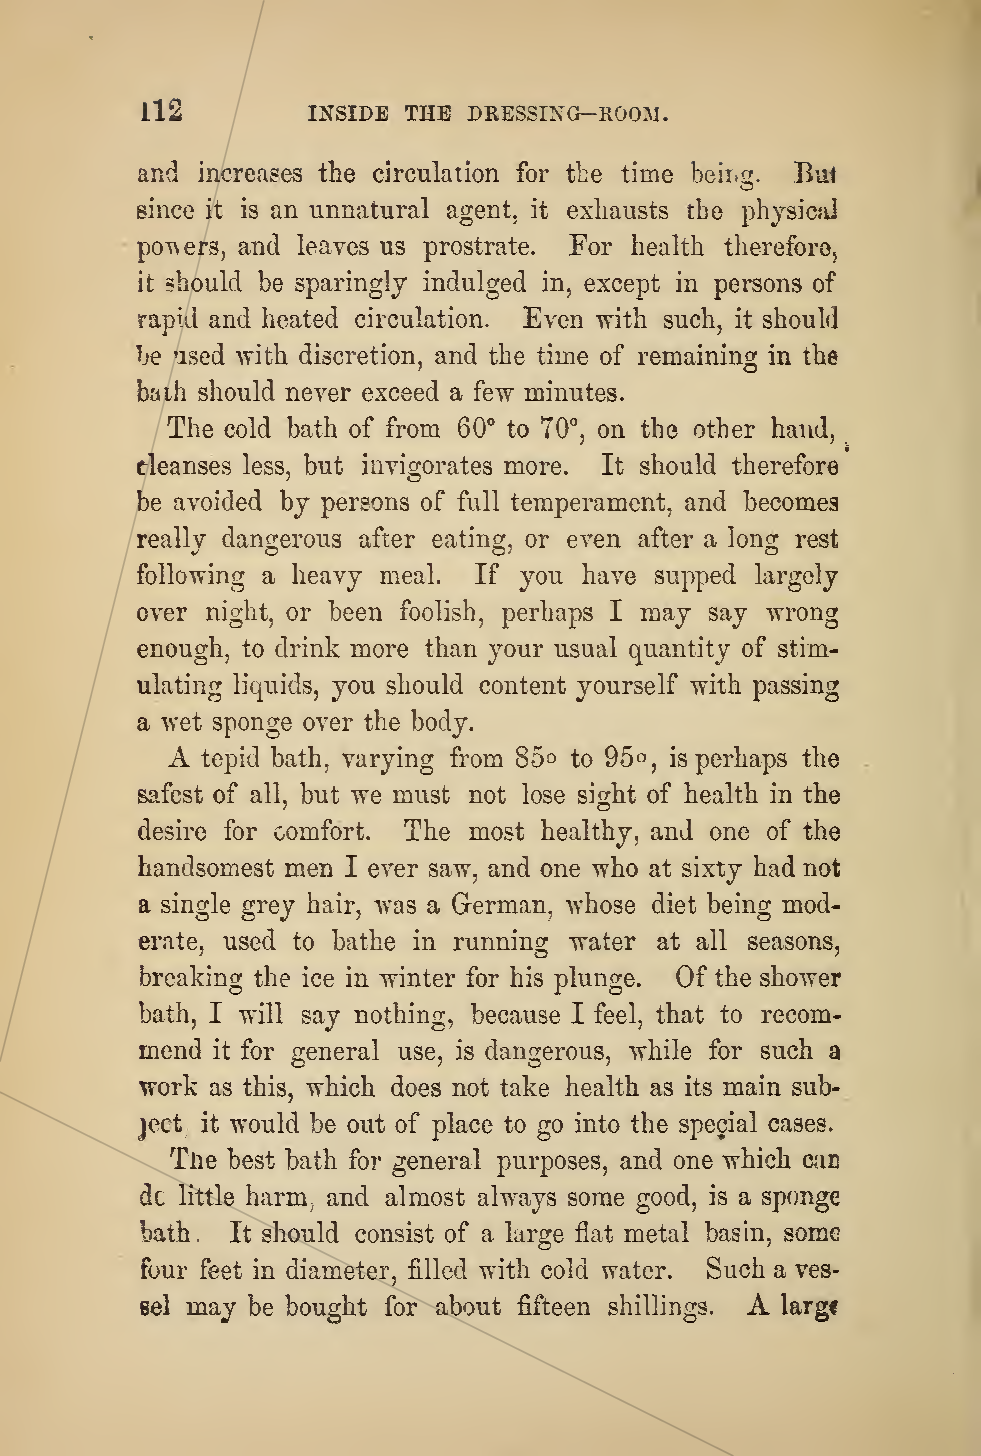 112 INSIDE THE DRESSING—ROOM.
and increases the circulation for the time being. But
since it is an unnatural agent, it exhausts the physical
powers, and leaves us prostrate. For health therefore,
it should be sparingly indulged in, except in persons of
rapid and heated circulation. Even with such, it should
be used with discretion, and the time of remaining in the
bath should never exceed a few minutes.
The cold bath of from 60° to 70°, on the other hand,
cleanses less, but invigorates more. It should therefore
be avoided by persons of full temperament, and becomes
really dangerous after eating, or even after a long rest
following a heavy meal. If you have supped largely
over night, or been foolish, perhaps I may say wrong
enough, to drink more than your usual quantity of stim-
ulating liquids, you should content yourself with passing
a wet sponge over the body.
A tepid bath, varying from 85° to 95°, is perhaps the
safest of all, but we must not lose sight of health in the
desire for comfort. The most healthy, and one of the
handsomest men I ever saw, and one who at sixty had not
a single grey hair, was a German, whose diet being mod-
erate, used to bathe in running water at all seasons,
breaking the ice in winter for his plunge. Of the shower
bath, I will say nothing, because I feel, that to recom-
mend it for general use, is dangerous, while for such a
work as this, which does not take health as its main sub-
ject it would be out of place to go into the special cases.
The best bath for general purposes, and one which can
do little harm, and almost always some good, is a sponge
bath. It should consist of a large flat metal basin, some
four feet in diameter, filled with cold water. Such a ves-
sel may be bought for about fifteen shillings. A large